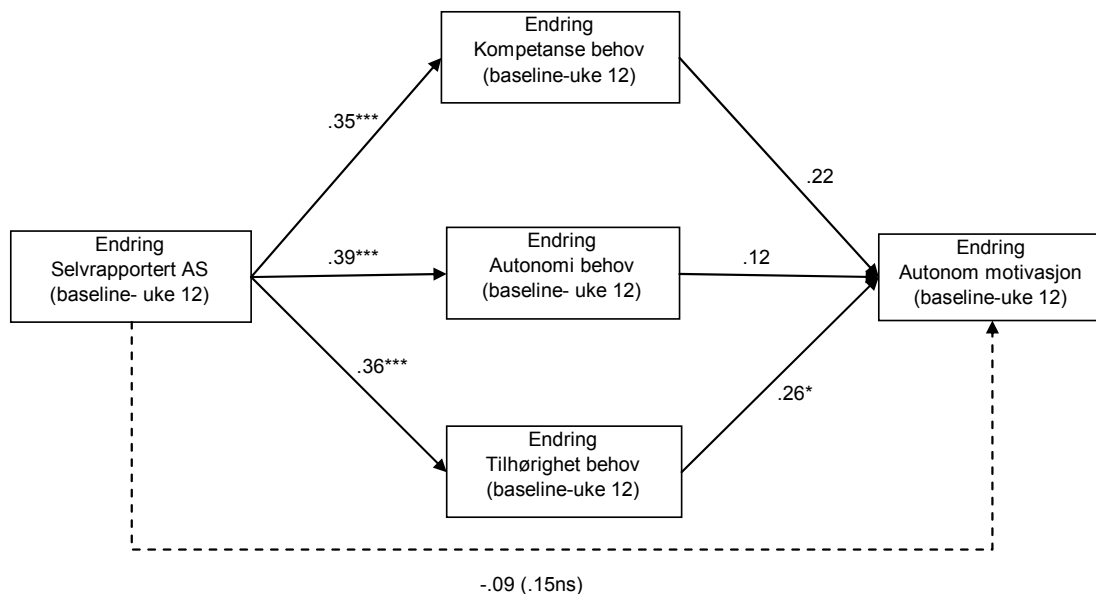 Endring
Kompetanse behov
(baseline-uke 12)
.35***
.22
Endring
Selvrapportert AS
(baseline- uke 12)
.39***
Endring
Autonomi behov
(baseline- uke 12)
.12
Endring
Autonom motivasjon
(baseline-uke 12)
.36***
.26*
Endring
Tilhørighet behov
(baseline-uke 12)
-.09 (.15ns)